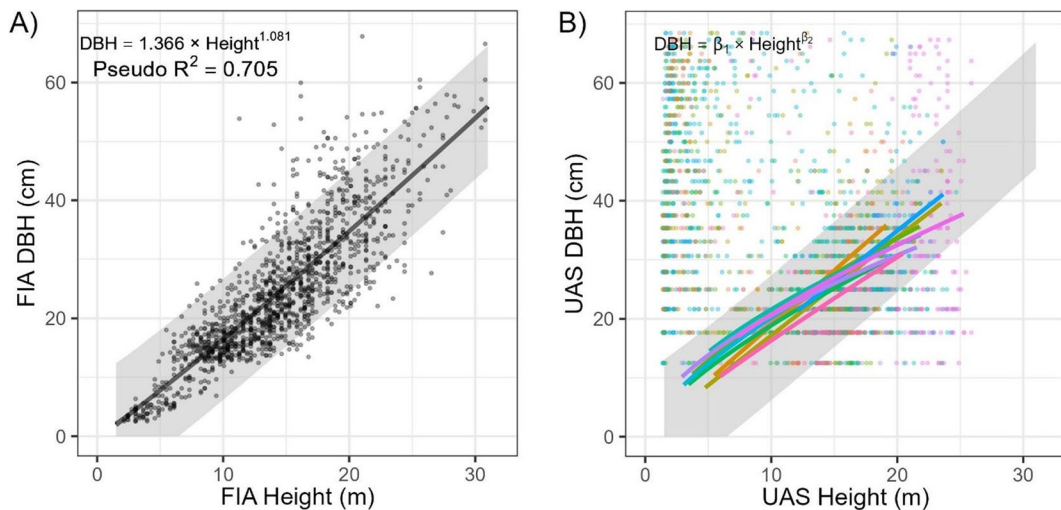 A)
DBH = 1.366 × Height^1.081
Pseudo R² = 0.705
FIA DBH (cm)
60
40
20
0
0 10 20 30
FIA Height (m)
B)
DBH = β₁ × Height^β₂
UAS DBH (cm)
60
40
20
0
0 10 20 30
UAS Height (m)